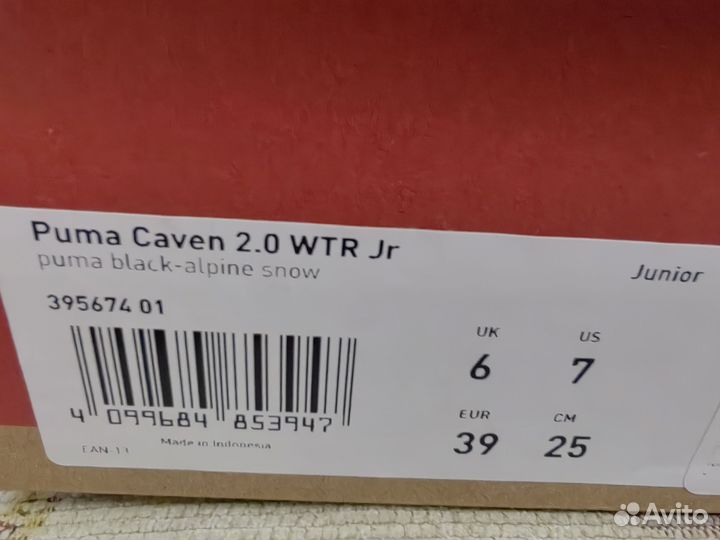 Puma Caven 2.0 WTR Jr
puma black-alpine snow
Junior
395674 01
UK US
6 7
EUR CM
39 25
4 099684 853947
EAN-13
Made in Indonesia
Avito